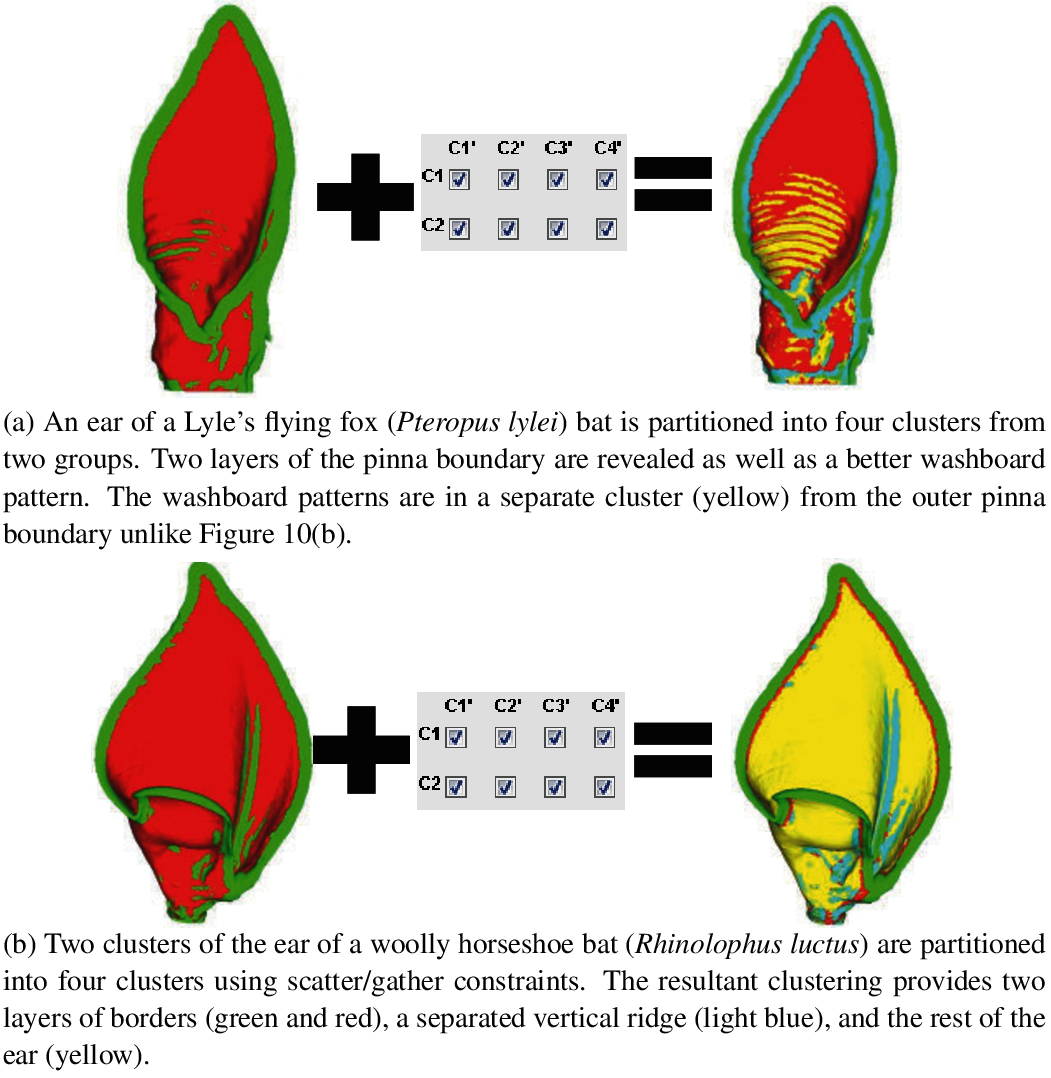 C1' C2' C3' C4'
C1
C2
(a) An ear of a Lyle’s flying fox (Pteropus lylei) bat is partitioned into four clusters from
two groups. Two layers of the pinna boundary are revealed as well as a better washboard
pattern. The washboard patterns are in a separate cluster (yellow) from the outer pinna
boundary unlike Figure 10(b).
C1' C2' C3' C4'
C1
C2
(b) Two clusters of the ear of a woolly horseshoe bat (Rhinolophus luctus) are partitioned
into four clusters using scatter/gather constraints. The resultant clustering provides two
layers of borders (green and red), a separated vertical ridge (light blue), and the rest of the
ear (yellow).